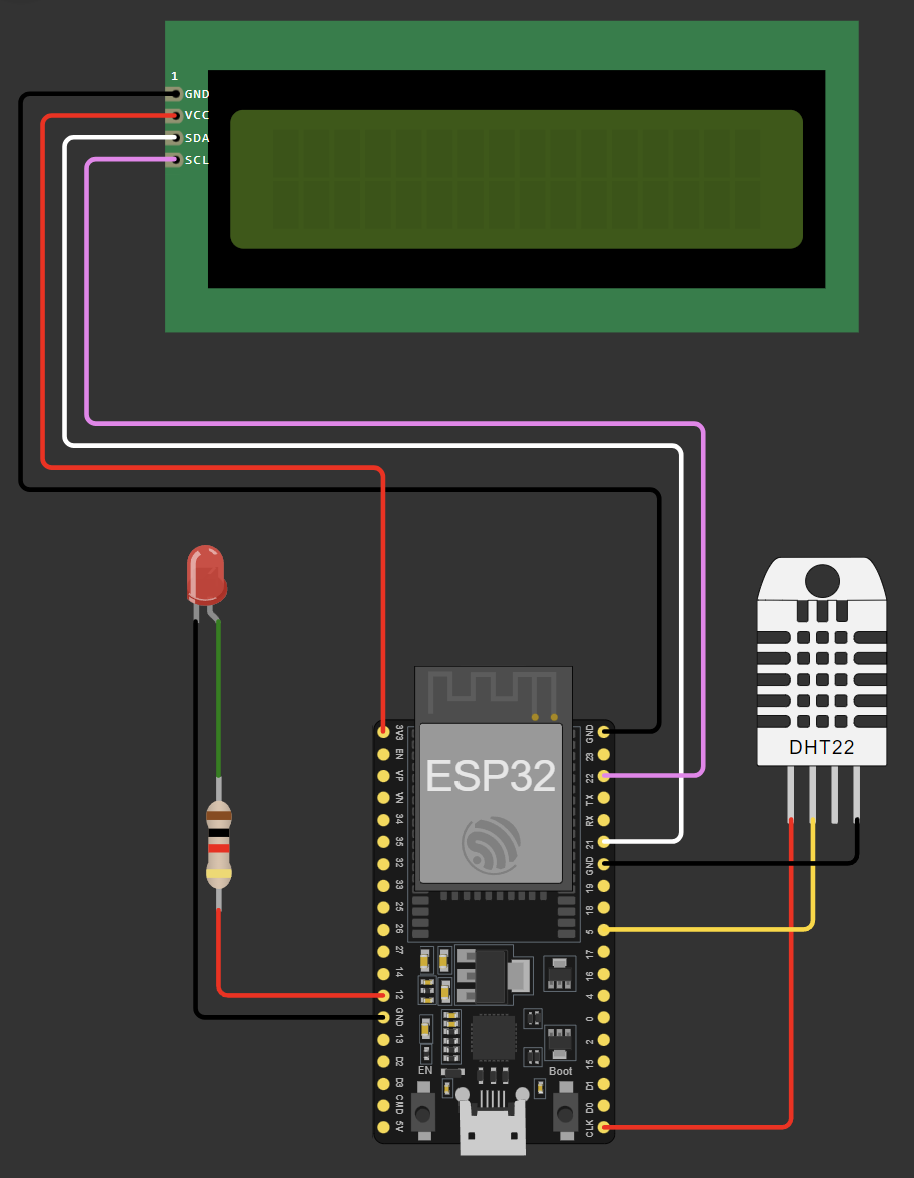 1
GND
VCC
SDA
SCL
DHT22
ESP32
3V3
EN
VP
VN
34
35
32
33
25
26
27
14
12
GND
13
D2
D3
CMD
5V
GND
23
22
TX
RX
21
GND
19
18
5
17
16
4
0
2
15
D1
D0
CLK
EN
Boot